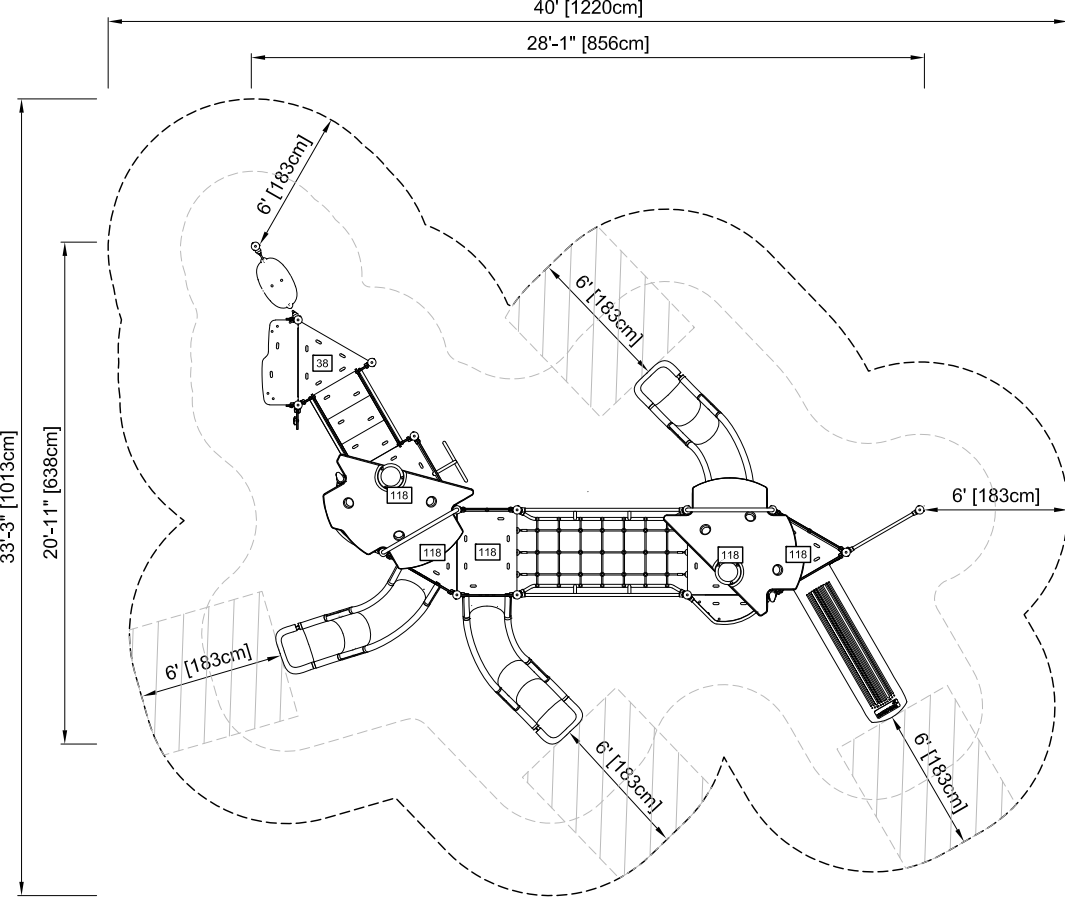 40' [1220cm]
28'-1" [856cm]
6' [183cm]
6' [183cm]
38
33'-3" [1013cm]
20'-11" [638cm]
118
6' [183cm]
118
118
118
118
6' [183cm]
6' [183cm]
6' [183cm]